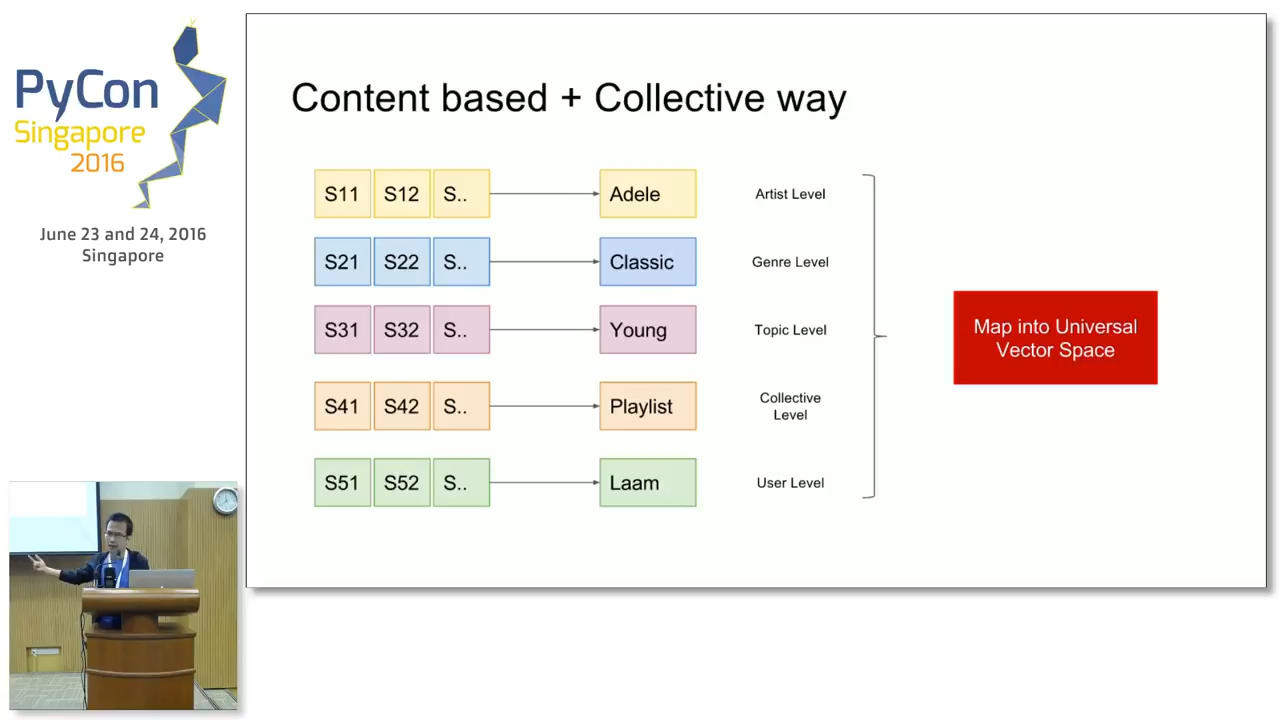 PyCon
Singapore
2016
June 23 and 24, 2016
Singapore
Content based + Collective way
S11 S12 S.. Adele Artist Level
S21 S22 S.. Classic Genre Level
S31 S32 S.. Young Topic Level
S41 S42 S.. Playlist Collective
Level
S51 S52 S.. Laam User Level
Map into Universal
Vector Space